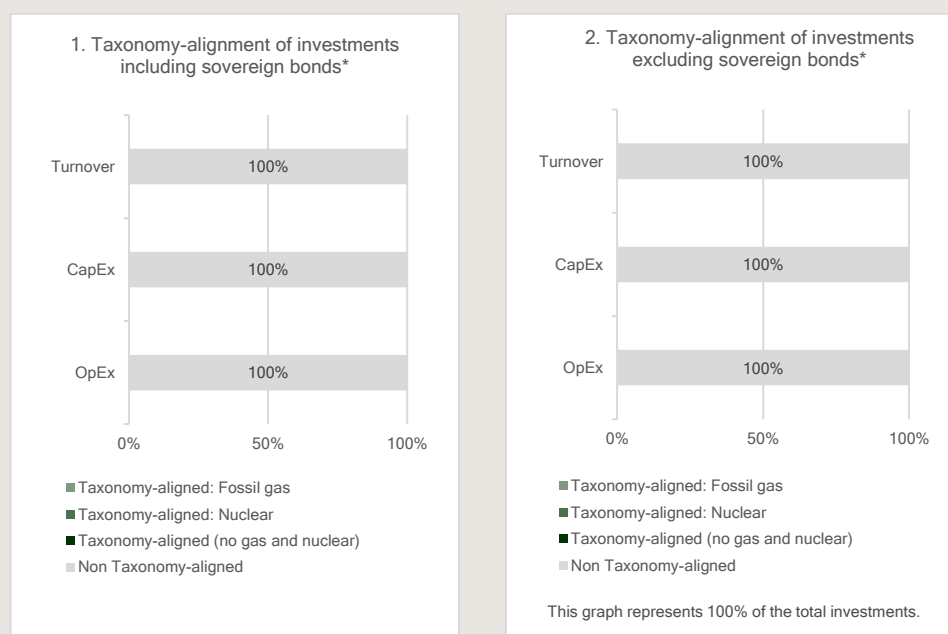 1. Taxonomy-alignment of investments
including sovereign bonds*
Turnover
100%
CapEx
100%
OpEx
100%
0%
50%
100%
Taxonomy-aligned: Fossil gas
Taxonomy-aligned: Nuclear
Taxonomy-aligned (no gas and nuclear)
Non Taxonomy-aligned
2. Taxonomy-alignment of investments
excluding sovereign bonds*
Turnover
100%
CapEx
100%
OpEx
100%
0%
50%
100%
Taxonomy-aligned: Fossil gas
Taxonomy-aligned: Nuclear
Taxonomy-aligned (no gas and nuclear)
Non Taxonomy-aligned
This graph represents 100% of the total investments.